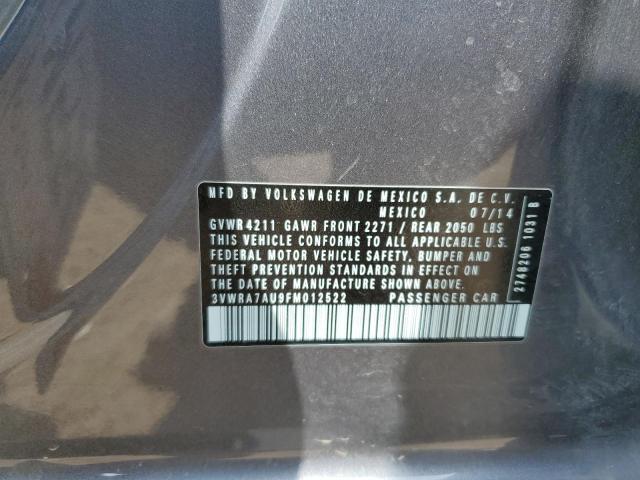 MFD BY VOLKSWAGEN DE MEXICO S.A. DE C.V.
MEXICO 07/14
GVWR 4211 GAWR FRONT 2271 / REAR 2050 LBS
THIS VEHICLE CONFORMS TO ALL APPLICABLE U.S.
FEDERAL MOTOR VEHICLE SAFETY, BUMPER AND
THEFT PREVENTION STANDARDS IN EFFECT ON
THE DATE OF MANUFACTURE SHOWN ABOVE.
3VWRA7AU9FM012522 PASSENGER CAR
2748206 1031 B